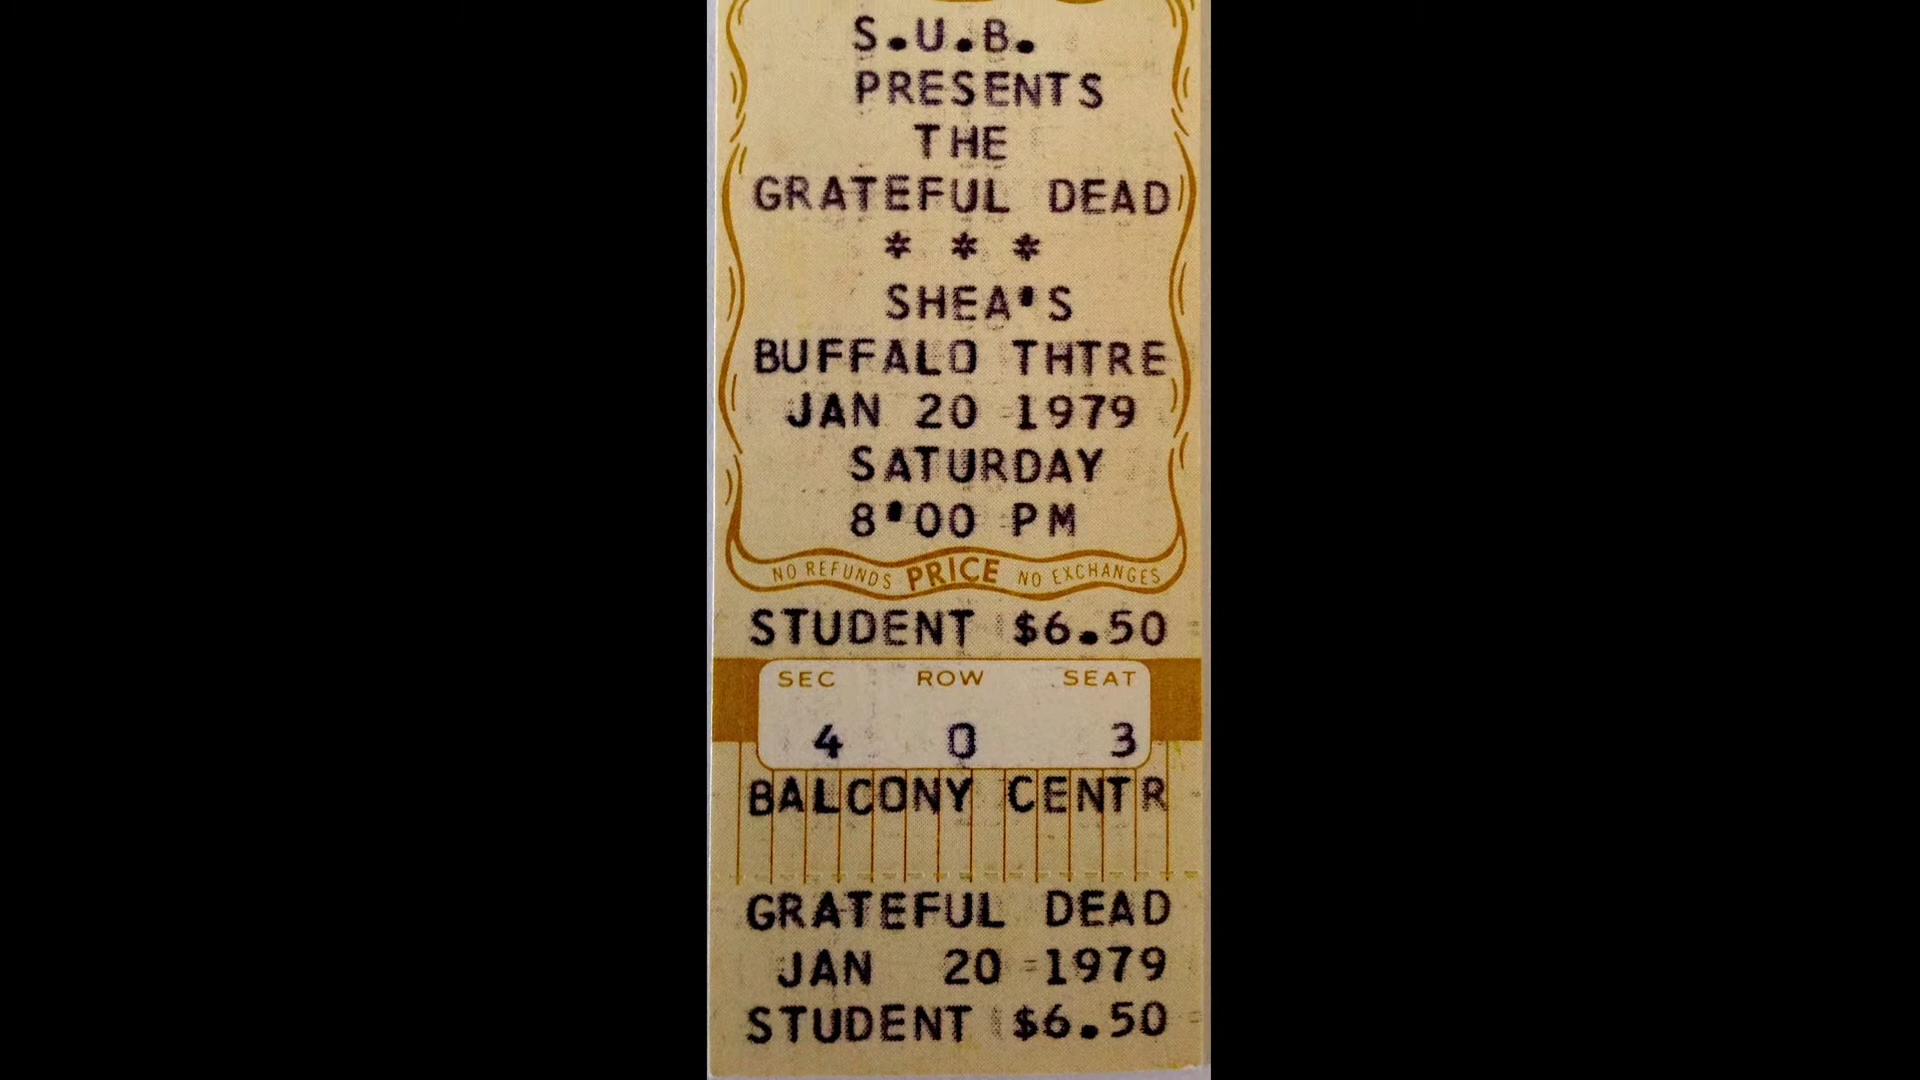 S.U.B.
PRESENTS
THE
GRATEFUL DEAD
* * *
SHEA'S
BUFFALO THTRE
JAN 20 1979
SATURDAY
8'00 PM
NO REFUNDS PRICE NO EXCHANGES
STUDENT $6.50
SEC ROW SEAT
4 O 3
BALCONY CENTR
GRATEFUL DEAD
JAN 20 1979
STUDENT $6.50